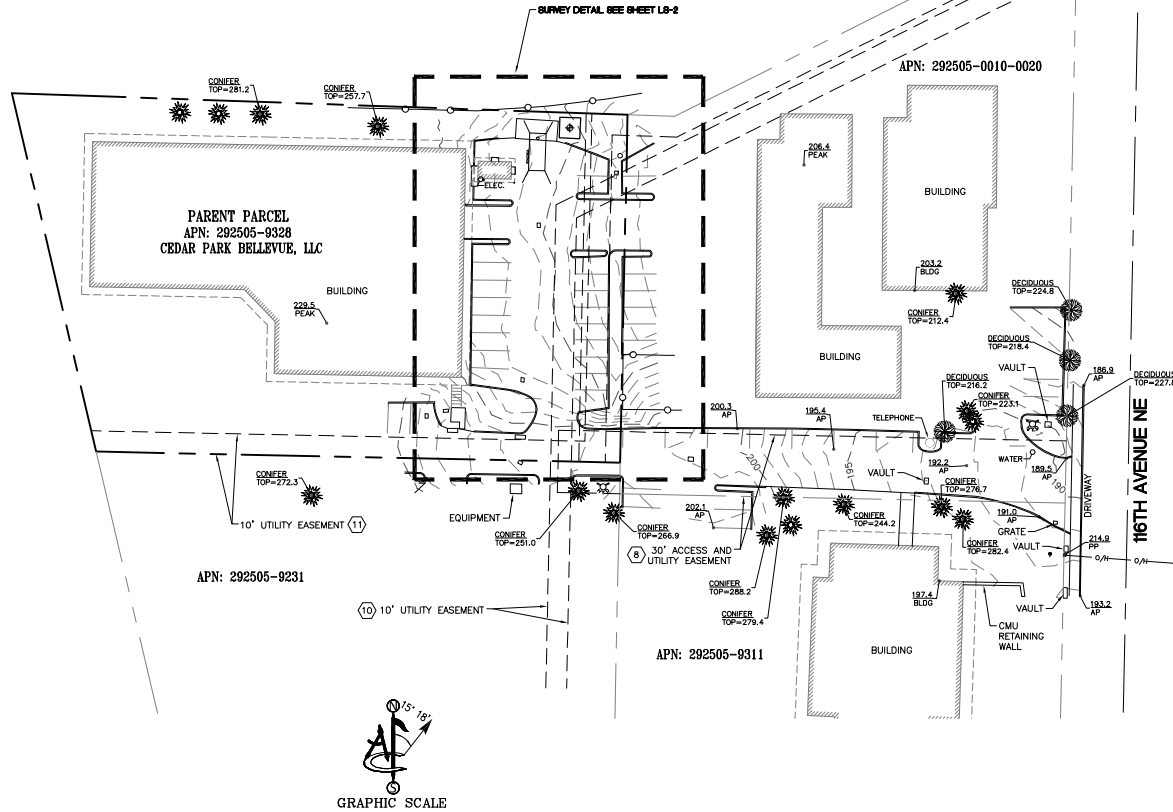 SURVEY DETAIL SEE SHEET LS-2
APN: 292505-0010-0020
CONIFER
TOP=281.2
CONIFER
TOP=257.7
206.4
PEAK
BUILDING
ELEC.
PARENT PARCEL
APN: 292505-9328
CEDAR PARK BELLEVUE, LLC
BUILDING
229.5
PEAK
203.2
BLDG
CONIFER
TOP=212.4
DECIDUOUS
TOP=224.8
DECIDUOUS
TOP=218.4
BUILDING
VAULT
186.9
AP
DECIDUOUS
TOP=227.8
DECIDUOUS
TOP=216.2
CONIFER
TOP=223.1
200.3
AP
195.4
AP
TELEPHONE
WATER
189.5
AP
190
200
195
192.2
AP
VAULT
CONIFER
TOP=276.7
DRIVEWAY
116TH AVENUE NE
CONIFER
TOP=272.3
10' UTILITY EASEMENT 11
EQUIPMENT
CONIFER
TOP=251.0
CONIFER
TOP=266.9
202.1
AP
CONIFER
TOP=244.2
191.0
AP
GRATE
VAULT
214.9
PP
O/H
O/H
8 30' ACCESS AND
UTILITY EASEMENT
CONIFER
TOP=282.4
APN: 292505-9231
CONIFER
TOP=288.2
CONIFER
TOP=279.4
197.4
BLDG
VAULT
193.2
AP
10 10' UTILITY EASEMENT
CMU
RETAINING
WALL
APN: 292505-9311
BUILDING
N
15° 18'
S
GRAPHIC SCALE